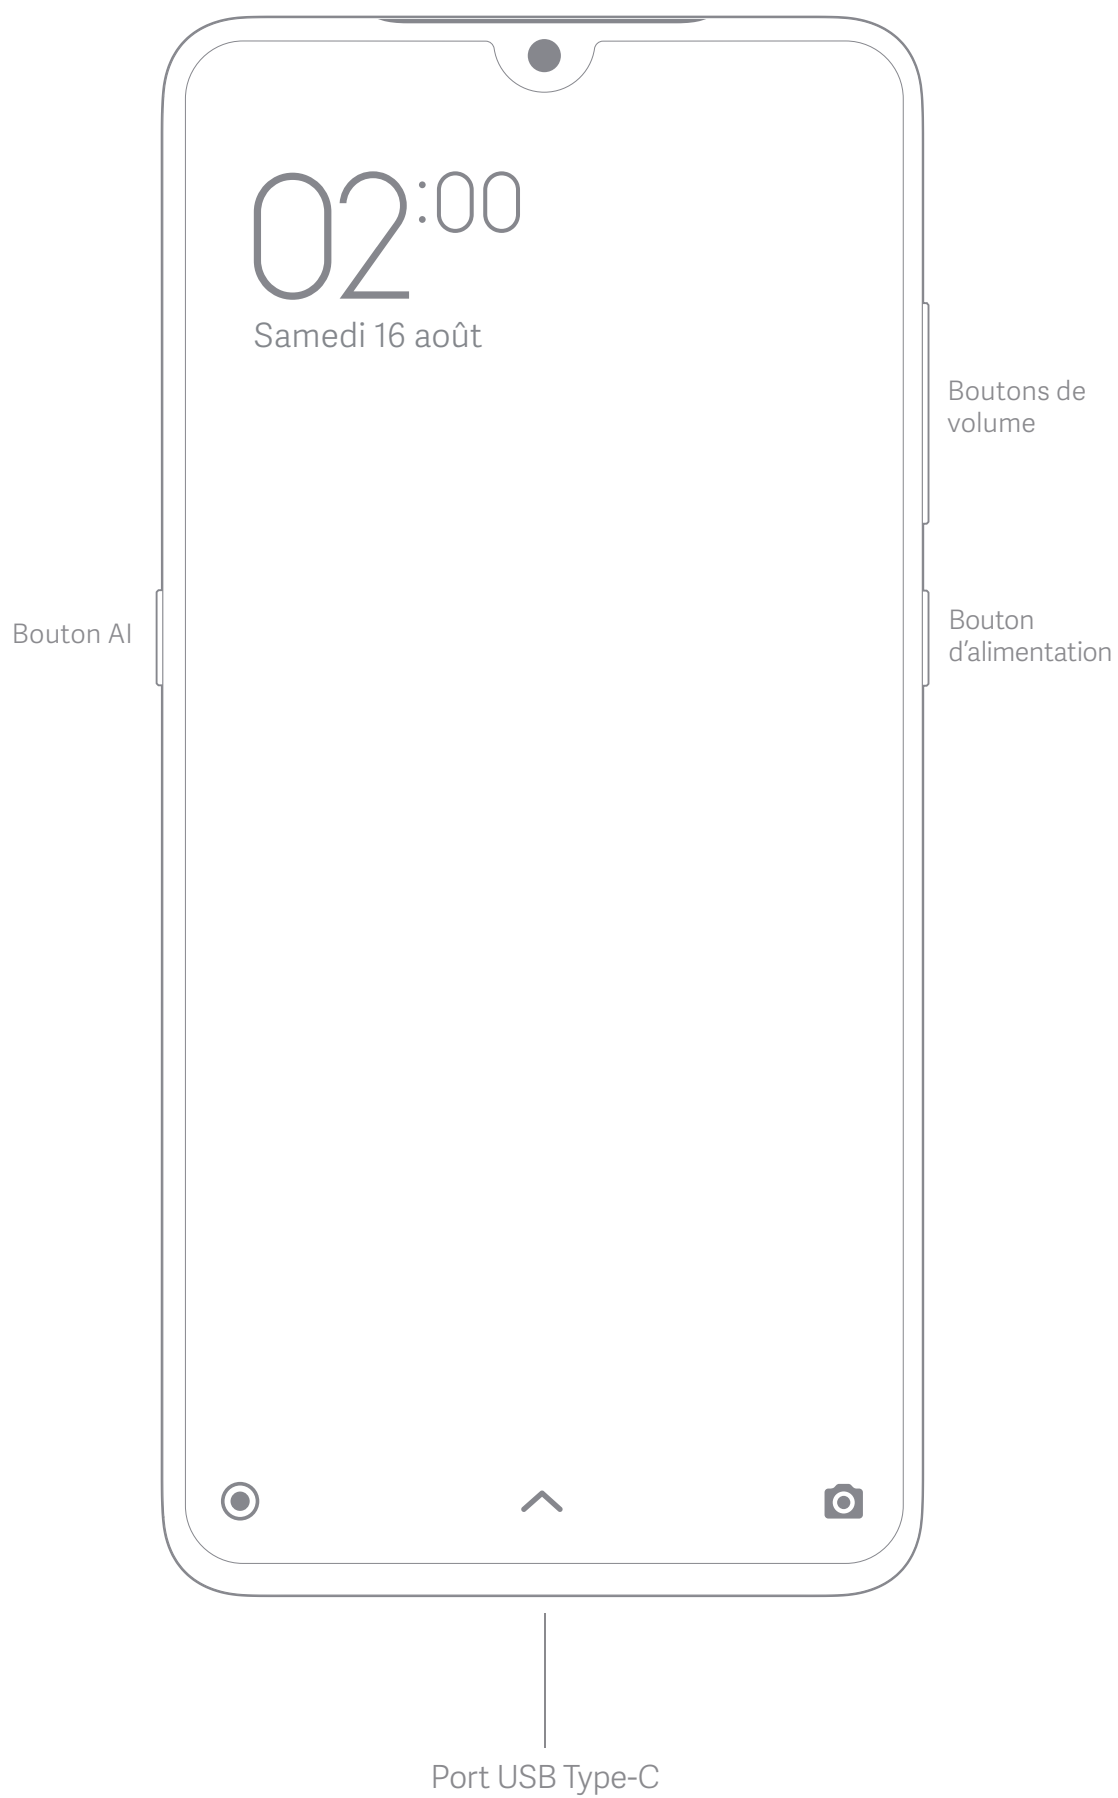 02:00
Samedi 16 août
Boutons de
volume
Bouton AI
Bouton
d’alimentation
Port USB Type-C